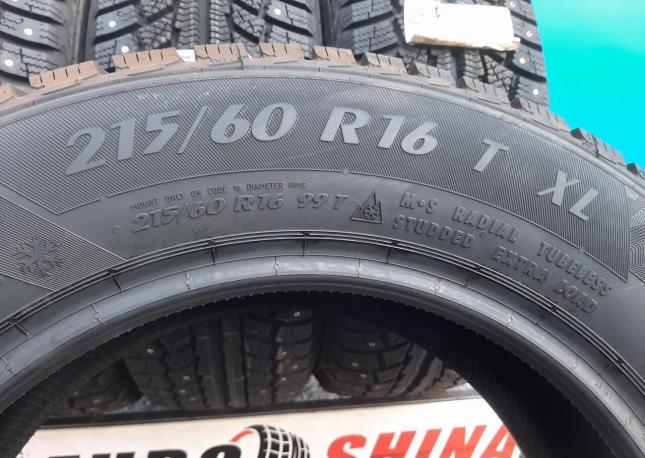 215/60 R16 T XL
MOUNT ONLY ON CODE 16 DIAMETER RIMS
215/60 R16 99T
M+S RADIAL TUBELESS
STUDDED EXTRA LOAD
SHINA